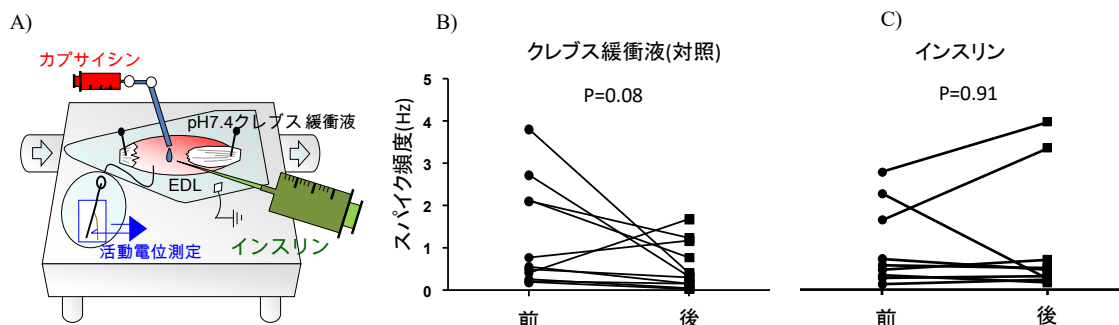 A)
カプサイシン
pH7.4クレブス緩衝液
EDL
活動電位測定
インスリン
B)
クレブス緩衝液(対照)
P=0.08
スパイク頻度(Hz)
5
4
3
2
1
0
前
後
C)
インスリン
P=0.91
前
後